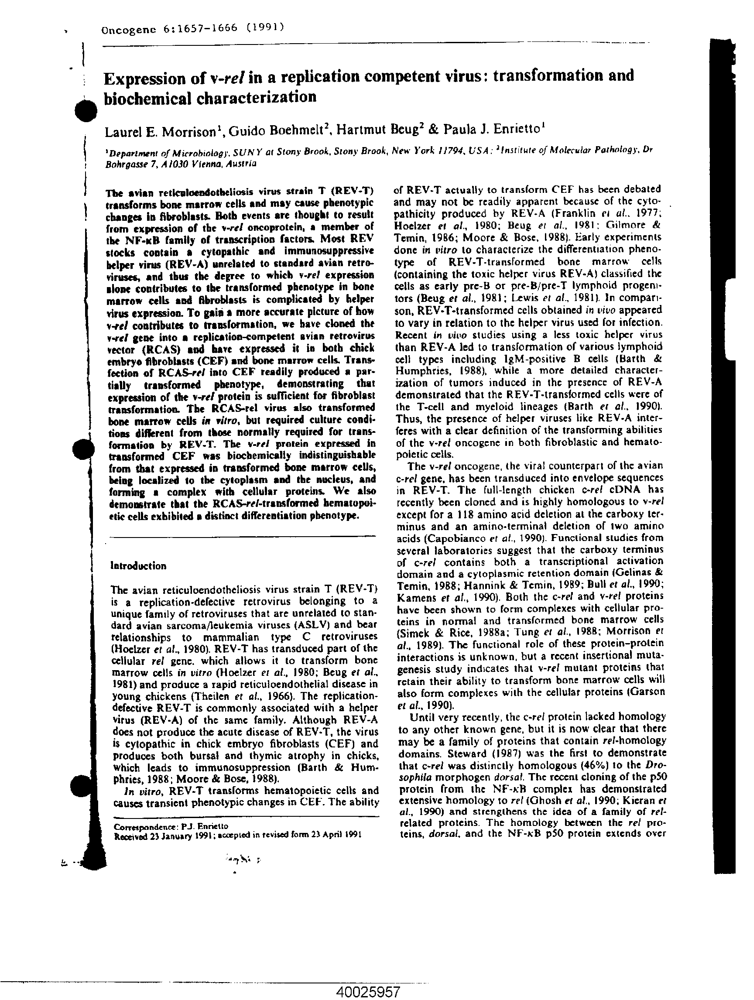 Oncogene 6:1657-1666 (1991)
Expression of v-rel in a replication competent virus: transformation and
biochemical characterization
Laurel E. Morrison¹, Guido Boehmelt², Hartmut Beug² & Paula J. Enrietto¹
¹Department of Microbiology, SUNY at Stony Brook, Stony Brook, New York 11794, USA; ²Institute of Molecular Pathology, Dr
Bohrgasse 7, A1030 Vienna, Austria
The avian reticuloendotheliosis virus strain T (REV-T)
transforms bone marrow cells and may cause phenotypic
changes in fibroblasts. Both events are thought to result
from expression of the v-rel oncoprotein, a member of
the NF-κB family of transcription factors. Most REV
stocks contain a cytopathic and immunosuppressive
helper virus (REV-A) unrelated to standard avian retro-
viruses, and thus the degree to which v-rel expression
alone contributes to the transformed phenotype in bone
marrow cells and fibroblasts is complicated by helper
virus expression. To gain a more accurate picture of how
v-rel contributes to transformation, we have cloned the
v-rel gene into a replication-competent avian retrovirus
vector (RCAS) and have expressed it in both chick
embryo fibroblasts (CEF) and bone marrow cells. Trans-
fection of RCAS-rel into CEF readily produced a par-
tially transformed phenotype, demonstrating that
expression of the v-rel protein is sufficient for fibroblast
transformation. The RCAS-rel virus also transformed
bone marrow cells in vitro, but required culture condi-
tions different from those normally required for trans-
formation by REV-T. The v-rel protein expressed in
transformed CEF was biochemically indistinguishable
from that expressed in transformed bone marrow cells,
being localized to the cytoplasm and the nucleus, and
forming a complex with cellular proteins. We also
demonstrate that the RCAS-rel-transformed hematopoi-
etic cells exhibited a distinct differentiation phenotype.
Introduction
The avian reticuloendotheliosis virus strain T (REV-T)
is a replication-defective retrovirus belonging to a
unique family of retroviruses that are unrelated to stan-
dard avian sarcoma/leukemia viruses (ASLV) and bear
relationships to mammalian type C retroviruses
(Hoelzer et al., 1980). REV-T has transduced part of the
cellular rel gene, which allows it to transform bone
marrow cells in vitro (Hoelzer et al., 1980; Beug et al.,
1981) and produce a rapid reticuloendothelial disease in
young chickens (Theilen et al., 1966). The replication-
defective REV-T is commonly associated with a helper
virus (REV-A) of the same family. Although REV-A
does not produce the acute disease of REV-T, the virus
is cytopathic in chick embryo fibroblasts (CEF) and
produces both bursal and thymic atrophy in chicks,
which leads to immunosuppression (Barth & Hum-
phries, 1988; Moore & Bose, 1988).
In vitro, REV-T transforms hematopoietic cells and
causes transient phenotypic changes in CEF. The ability
Correspondence: P.J. Enrietto
Received 23 January 1991; accepted in revised form 23 April 1991
of REV-T actually to transform CEF has been debated
and may not be readily apparent because of the cyto-
pathicity produced by REV-A (Franklin et al., 1977;
Hoelzer et al., 1980; Beug et al., 1981; Gilmore &
Temin, 1986; Moore & Bose, 1988). Early experiments
done in vitro to characterize the differentiation pheno-
type of REV-T-transformed bone marrow cells
(containing the toxic helper virus REV-A) classified the
cells as early pre-B or pre-B/pre-T lymphoid progeni-
tors (Beug et al., 1981; Lewis et al., 1981). In compari-
son, REV-T-transformed cells obtained in vivo appeared
to vary in relation to the helper virus used for infection.
Recent in vivo studies using a less toxic helper virus
than REV-A led to transformation of various lymphoid
cell types including IgM-positive B cells (Barth &
Humphries, 1988), while a more detailed character-
ization of tumors induced in the presence of REV-A
demonstrated that the REV-T-transformed cells were of
the T-cell and myeloid lineages (Barth et al., 1990).
Thus, the presence of helper viruses like REV-A inter-
feres with a clear definition of the transforming abilities
of the v-rel oncogene in both fibroblastic and hemato-
poietic cells.
The v-rel oncogene, the viral counterpart of the avian
c-rel gene, has been transduced into envelope sequences
in REV-T. The full-length chicken c-rel cDNA has
recently been cloned and is highly homologous to v-rel
except for a 118 amino acid deletion at the carboxy ter-
minus and an amino-terminal deletion of two amino
acids (Capobianco et al., 1990). Functional studies from
several laboratories suggest that the carboxy terminus
of c-rel contains both a transcriptional activation
domain and a cytoplasmic retention domain (Gelinas &
Temin, 1988; Hannink & Temin, 1989; Bull et al., 1990;
Kamens et al., 1990). Both the c-rel and v-rel proteins
have been shown to form complexes with cellular pro-
teins in normal and transformed bone marrow cells
(Simek & Rice, 1988a; Tung et al., 1988; Morrison et
al., 1989). The functional role of these protein-protein
interactions is unknown, but a recent insertional muta-
genesis study indicates that v-rel mutant proteins that
retain their ability to transform bone marrow cells will
also form complexes with the cellular proteins (Garson
et al., 1990).
Until very recently, the c-rel protein lacked homology
to any other known gene, but it is now clear that there
may be a family of proteins that contain rel-homology
domains. Steward (1987) was the first to demonstrate
that c-rel was distinctly homologous (46%) to the Dro-
sophila morphogen dorsal. The recent cloning of the p50
protein from the NF-κB complex has demonstrated
extensive homology to rel (Ghosh et al., 1990; Kieran et
al., 1990) and strengthens the idea of a family of rel-
related proteins. The homology between the rel pro-
teins, dorsal, and the NF-κB p50 protein extends over
40025957